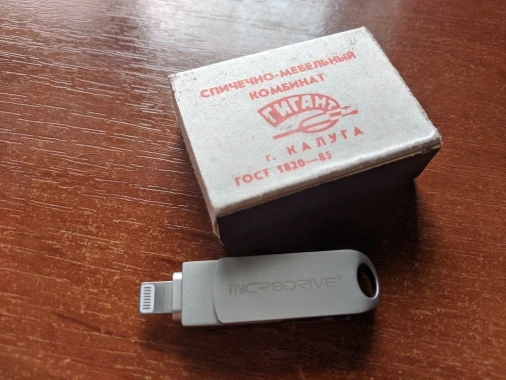 СПИЧЕЧНО-МЕБЕЛЬНЫЙ
КОМБИНАТ
ГИГАНТ
г. КАЛУГА
ГОСТ 1820—85
MICRODRIVE